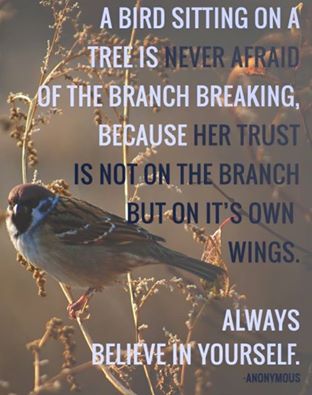 A BIRD SITTING ON A
TREE IS NEVER AFRAID
OF THE BRANCH BREAKING,
BECAUSE HER TRUST
IS NOT ON THE BRANCH
BUT ON IT'S OWN
WINGS.
ALWAYS
BELIEVE IN YOURSELF.
-ANONYMOUS